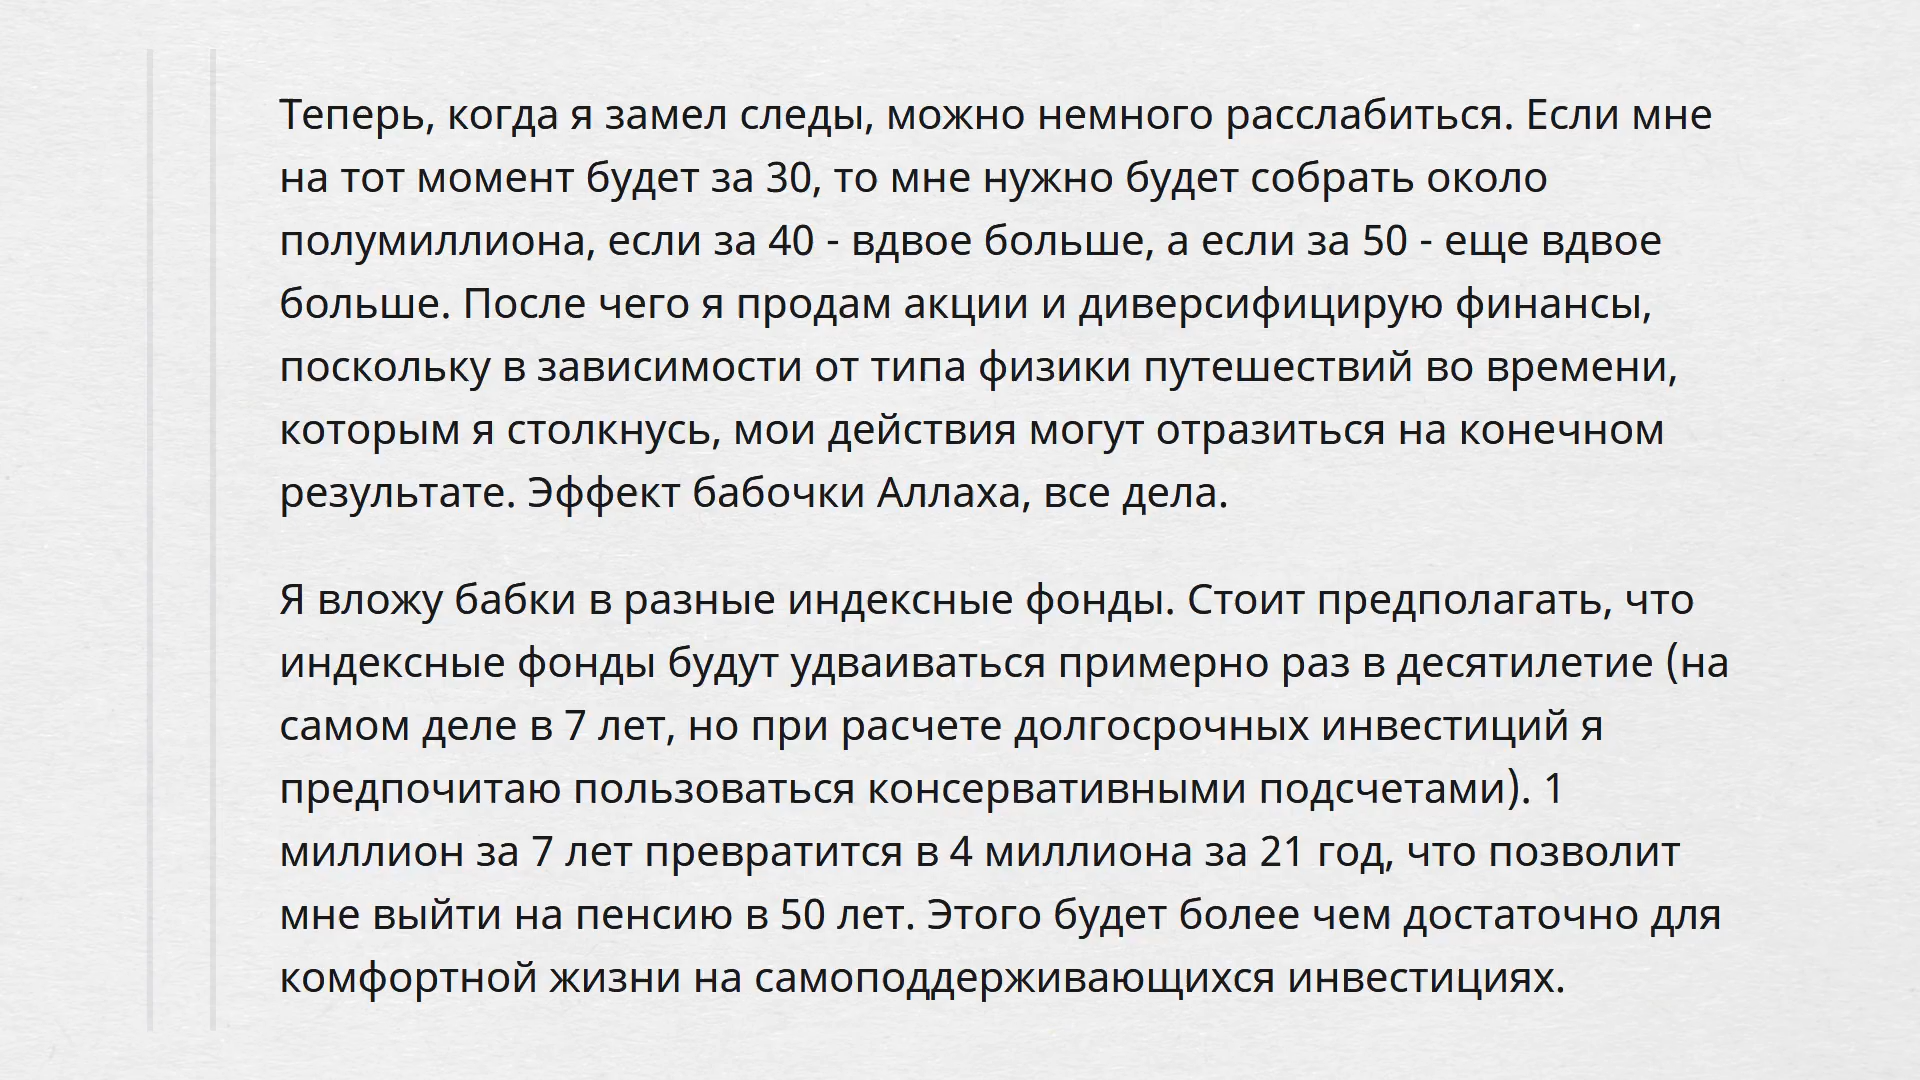 Теперь, когда я замел следы, можно немного расслабиться. Если мне
на тот момент будет за 30, то мне нужно будет собрать около
полумиллиона, если за 40 - вдвое больше, а если за 50 - еще вдвое
больше. После чего я продам акции и диверсифицирую финансы,
поскольку в зависимости от типа физики путешествий во времени,
которым я столкнусь, мои действия могут отразиться на конечном
результате. Эффект бабочки Аллаха, все дела.
Я вложу бабки в разные индексные фонды. Стоит предполагать, что
индексные фонды будут удваиваться примерно раз в десятилетие (на
самом деле в 7 лет, но при расчете долгосрочных инвестиций я
предпочитаю пользоваться консервативными подсчетами). 1
миллион за 7 лет превратится в 4 миллиона за 21 год, что позволит
мне выйти на пенсию в 50 лет. Этого будет более чем достаточно для
комфортной жизни на самоподдерживающихся инвестициях.